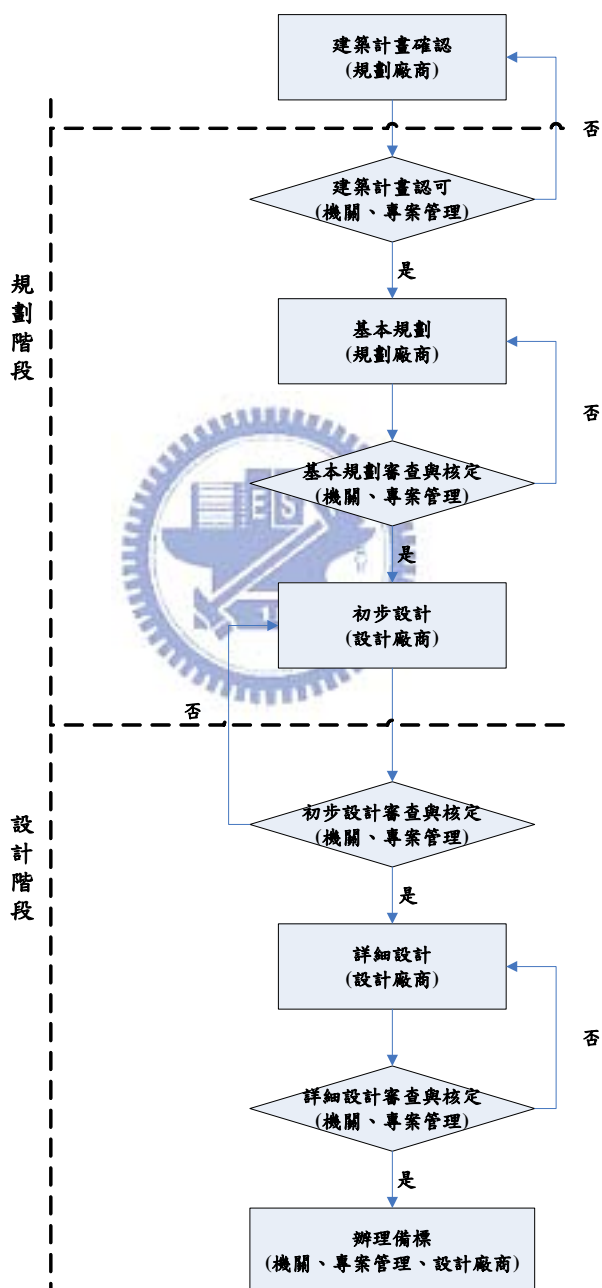 建築計畫確認
(規劃廠商)
否
建築計畫認可
(機關、專案管理)
是
規劃階段
基本規劃
(規劃廠商)
否
基本規劃審查與核定
(機關、專案管理)
是
初步設計
(設計廠商)
否
設計階段
初步設計審查與核定
(機關、專案管理)
是
詳細設計
(設計廠商)
否
詳細設計審查與核定
(機關、專案管理)
是
辦理備標
(機關、專案管理、設計廠商)